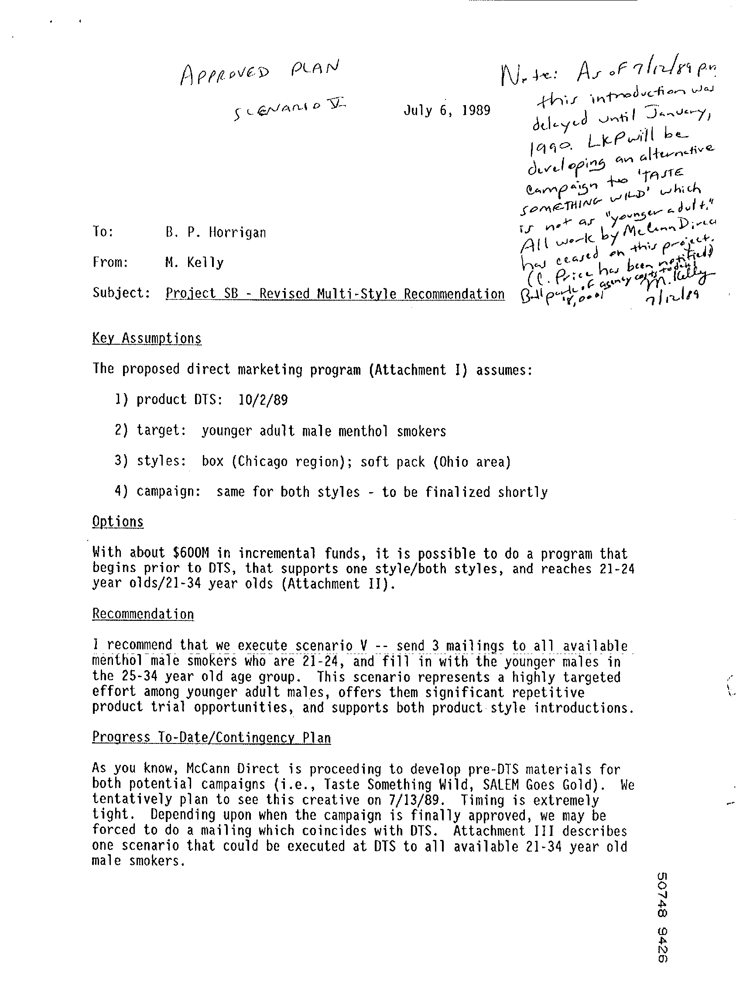 APPROVED PLAN
SCENARIO V
July 6, 1989
Note: As of 7/12/89 pm
this introduction was
delayed until January,
1990. LKP will be
developing an alternative
campaign to 'TASTE
SOMETHING WILD' which
is not as "younger adult."
All work by McCann Direct
has ceased on this project.
(C. Price has been notified)
Ballpark of agency costs to date
M. Kelly
7/12/89
To: B. P. Horrigan
From: M. Kelly
Subject: Project SB - Revised Multi-Style Recommendation
Key Assumptions
The proposed direct marketing program (Attachment I) assumes:
1) product DTS: 10/2/89
2) target: younger adult male menthol smokers
3) styles: box (Chicago region); soft pack (Ohio area)
4) campaign: same for both styles - to be finalized shortly
Options
With about $600M in incremental funds, it is possible to do a program that
begins prior to DTS, that supports one style/both styles, and reaches 21-24
year olds/21-34 year olds (Attachment II).
Recommendation
I recommend that we execute scenario V -- send 3 mailings to all available
menthol male smokers who are 21-24, and fill in with the younger males in
the 25-34 year old age group. This scenario represents a highly targeted
effort among younger adult males, offers them significant repetitive
product trial opportunities, and supports both product style introductions.
Progress To-Date/Contingency Plan
As you know, McCann Direct is proceeding to develop pre-DTS materials for
both potential campaigns (i.e., Taste Something Wild, SALEM Goes Gold). We
tentatively plan to see this creative on 7/13/89. Timing is extremely
tight. Depending upon when the campaign is finally approved, we may be
forced to do a mailing which coincides with DTS. Attachment III describes
one scenario that could be executed at DTS to all available 21-34 year old
male smokers.
50748 9426